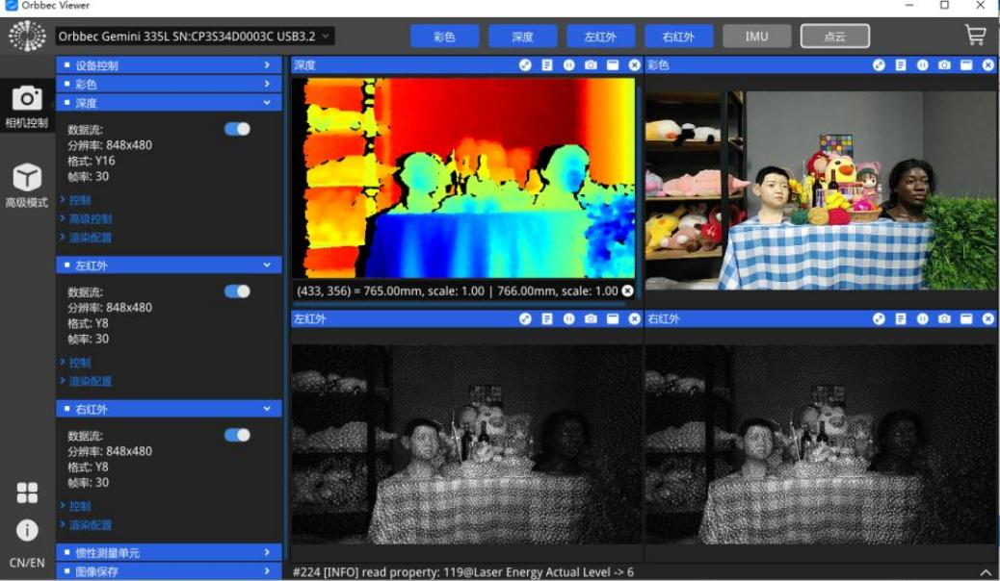 Orbbec Viewer
Orbbec Gemini 335L SN:CP3S34D0003C USB3.2
彩色
深度
左红外
右红外
IMU
点云
相机控制
高级模式
CN/EN
设备控制
彩色
深度
数据流:
分辨率: 848x480
格式: Y16
帧率: 30
控制
高级控制
渲染配置
左红外
数据流:
分辨率: 848x480
格式: Y8
帧率: 30
控制
渲染配置
右红外
数据流:
分辨率: 848x480
格式: Y8
帧率: 30
控制
渲染配置
惯性测量单元
图像保存
深度
(433, 356) = 765.00mm, scale: 1.00 | 766.00mm, scale: 1.00
彩色
左红外
右红外
#224 [INFO] read property: 119@Laser Energy Actual Level -> 6